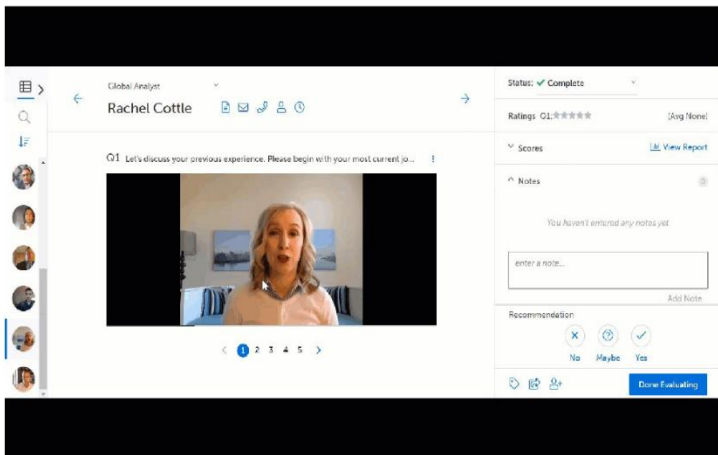 Global Analyst
Rachel Cottle
Q1 Let's discuss your previous experience. Please begin with your most current jo...
1 2 3 4 5
Status: Complete
Ratings Q1: (Avg None)
Scores View Report
Notes 0
You haven't entered any notes yet
enter a note...
Add Note
Recommendation
No Maybe Yes
Done Evaluating